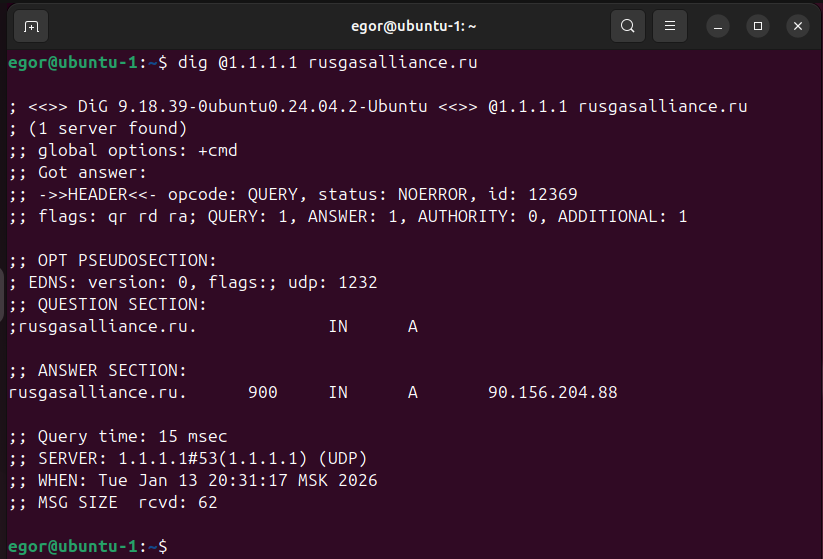 egor@ubuntu-1: ~
egor@ubuntu-1:~$ dig @1.1.1.1 rusgasalliance.ru
; <<>> DiG 9.18.39-0ubuntu0.24.04.2-Ubuntu <<>> @1.1.1.1 rusgasalliance.ru
; (1 server found)
;; global options: +cmd
;; Got answer:
;; ->>HEADER<<- opcode: QUERY, status: NOERROR, id: 12369
;; flags: qr rd ra; QUERY: 1, ANSWER: 1, AUTHORITY: 0, ADDITIONAL: 1
;; OPT PSEUDOSECTION:
; EDNS: version: 0, flags:; udp: 1232
;; QUESTION SECTION:
;rusgasalliance.ru. IN A
;; ANSWER SECTION:
rusgasalliance.ru. 900 IN A 90.156.204.88
;; Query time: 15 msec
;; SERVER: 1.1.1.1#53(1.1.1.1) (UDP)
;; WHEN: Tue Jan 13 20:31:17 MSK 2026
;; MSG SIZE  rcvd: 62
egor@ubuntu-1:~$